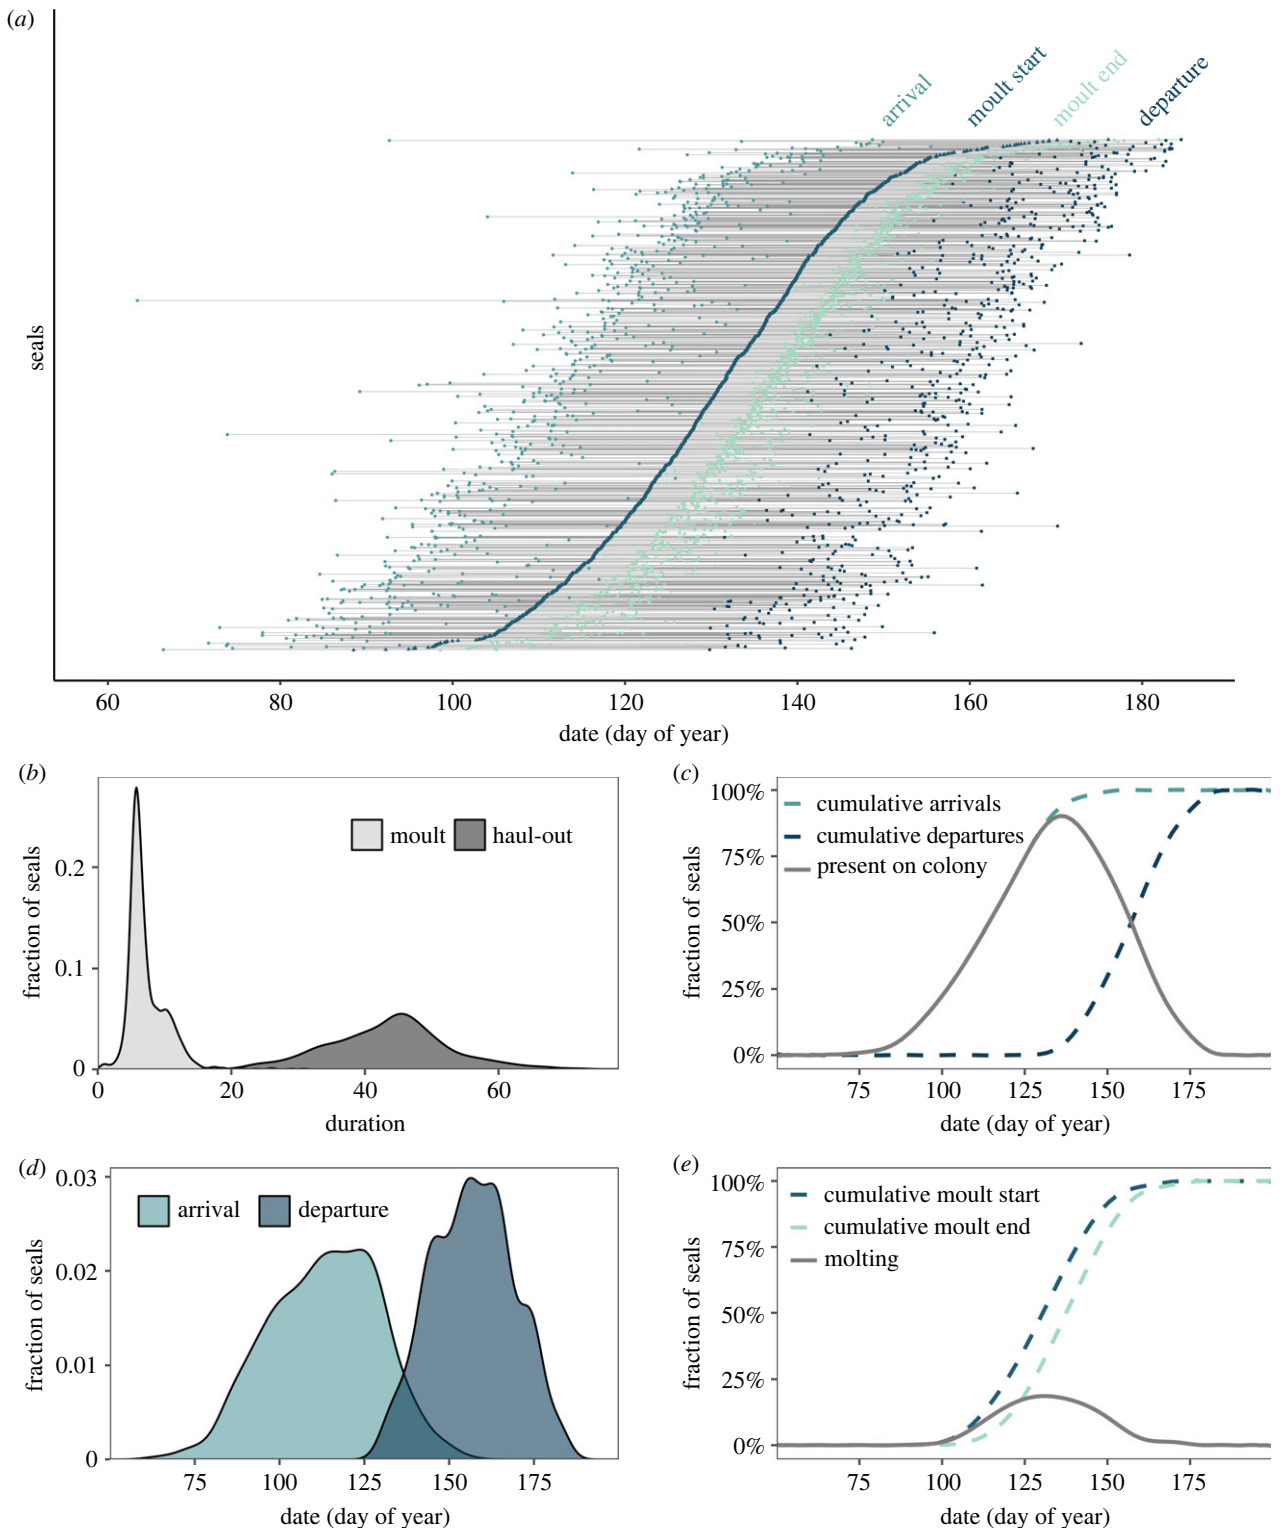 (a)
arrival
moult start
moult end
departure
seals
60 80 100 120 140 160 180
date (day of year)
(b)
fraction of seals
0.2
0.1
0
moult haul-out
0 20 40 60
duration
(c)
fraction of seals
100%
75%
50%
25%
0%
cumulative arrivals
cumulative departures
present on colony
75 100 125 150 175
date (day of year)
(d)
fraction of seals
0.03
0.02
0.01
0
arrival departure
75 100 125 150 175
date (day of year)
(e)
fraction of seals
100%
75%
50%
25%
0%
cumulative moult start
cumulative moult end
molting
75 100 125 150 175
date (day of year)